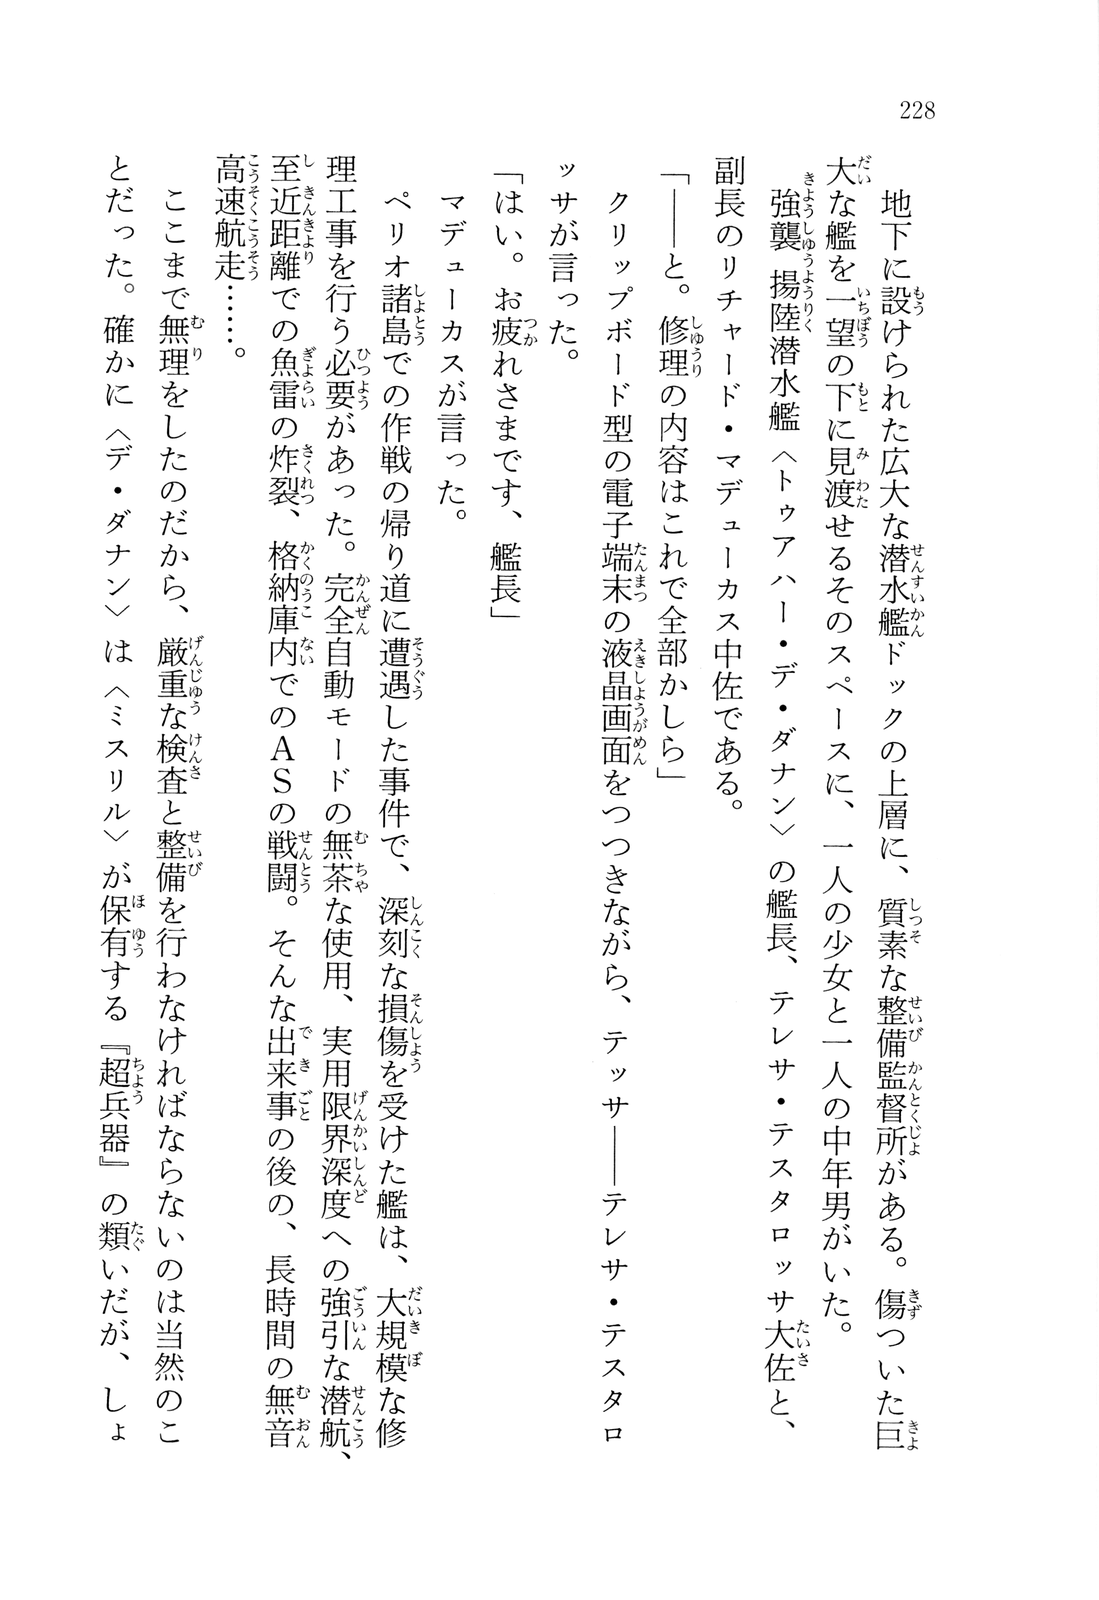 228
　地下に設けられた広大な潜水艦ドックの上層に、質素な整備監督所がある。傷ついた巨
大な艦を一望の下に見渡せるそのスペースに、一人の少女と一人の中年男がいた。
　強襲揚陸潜水艦〈トゥアハー・デ・ダナン〉の艦長、テレサ・テスタロッサ大佐と、
副長のリチャード・マデューカス中佐である。
「――と。修理の内容はこれで全部かしら」
　クリップボード型の電子端末の液晶画面をつつきながら、テッサ――テレサ・テスタロ
ッサが言った。
「はい。お疲れさまです、艦長」
　マデューカスが言った。
　ペリオ諸島での作戦の帰り道に遭遇した事件で、深刻な損傷を受けた艦は、大規模な修
理工事を行う必要があった。完全自動モードの無茶な使用、実用限界深度への強引な潜航、
至近距離での魚雷の炸裂、格納庫内でのＡＳの戦闘。そんな出来事の後の、長時間の無音
高速航走……。
　ここまで無理をしたのだから、厳重な検査と整備を行わなければならないのは当然のこ
とだった。確かに〈デ・ダナン〉は〈ミスリル〉が保有する『超兵器』の類いだが、しょ